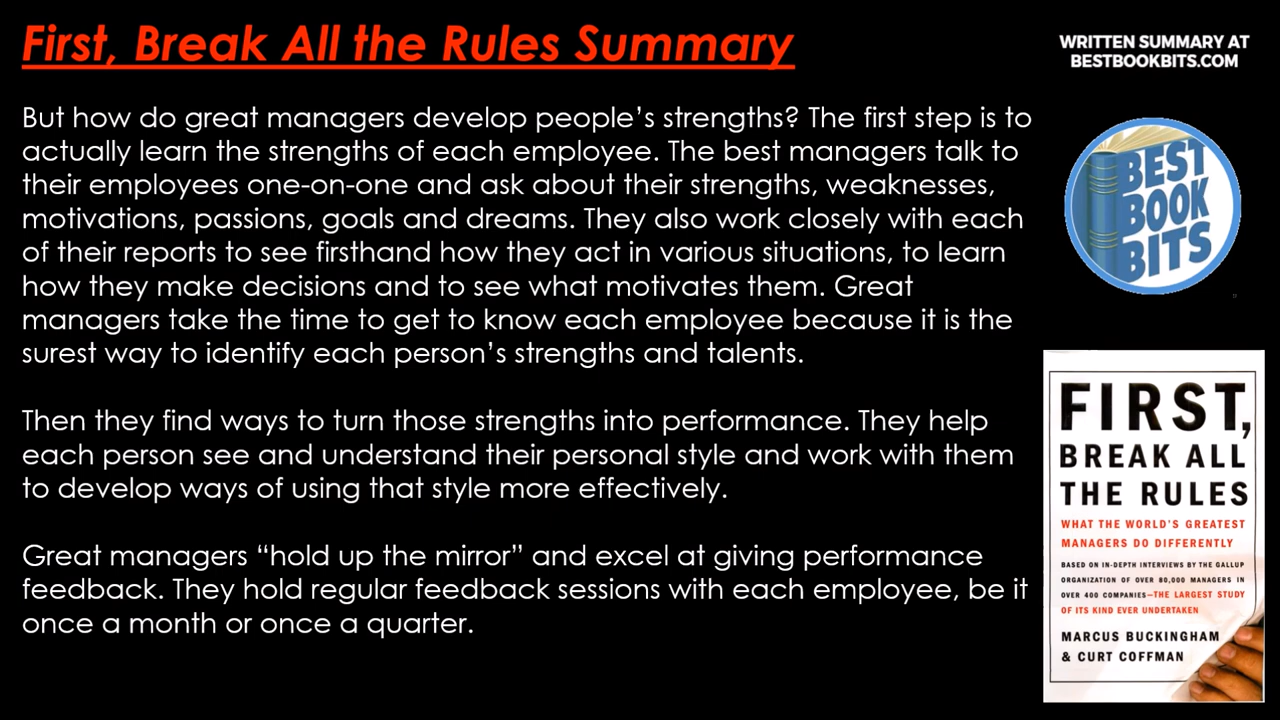 First, Break All the Rules Summary
But how do great managers develop people’s strengths? The first step is to
actually learn the strengths of each employee. The best managers talk to
their employees one-on-one and ask about their strengths, weaknesses,
motivations, passions, goals and dreams. They also work closely with each
of their reports to see firsthand how they act in various situations, to learn
how they make decisions and to see what motivates them. Great
managers take the time to get to know each employee because it is the
surest way to identify each person’s strengths and talents.
Then they find ways to turn those strengths into performance. They help
each person see and understand their personal style and work with them
to develop ways of using that style more effectively.
Great managers “hold up the mirror” and excel at giving performance
feedback. They hold regular feedback sessions with each employee, be it
once a month or once a quarter.
WRITTEN SUMMARY AT
BESTBOOKBITS.COM
BEST
BOOK
BITS
FIRST,
BREAK ALL
THE RULES
WHAT THE WORLD'S GREATEST
MANAGERS DO DIFFERENTLY
BASED ON IN-DEPTH INTERVIEWS BY THE GALLUP
ORGANIZATION OF OVER 80,000 MANAGERS IN
OVER 400 COMPANIES—THE LARGEST STUDY
OF ITS KIND EVER UNDERTAKEN
MARCUS BUCKINGHAM
& CURT COFFMAN